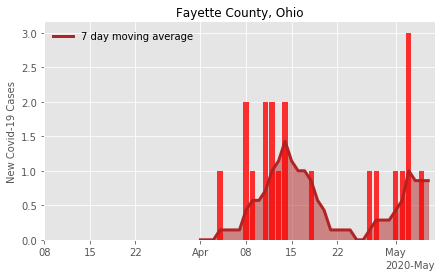 Fayette County, Ohio
7 day moving average
New Covid-19 Cases
3.0
2.5
2.0
1.5
1.0
0.5
0.0
08 15 22 Apr 08 15 22 May
2020-May